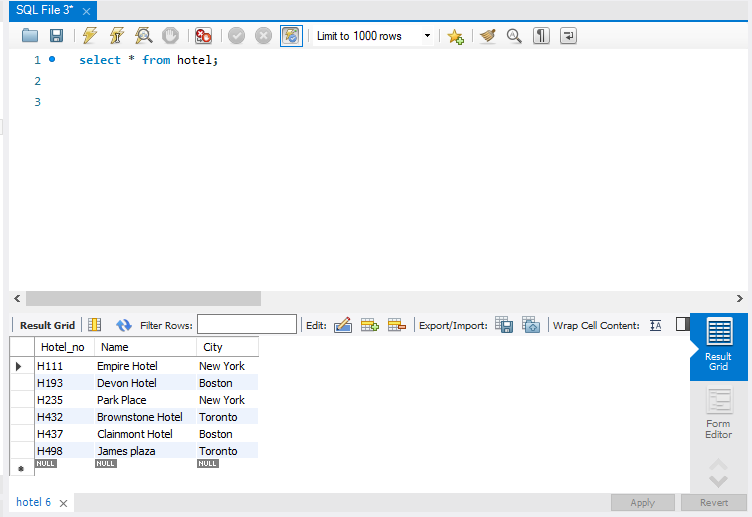 SQL File 3*
Limit to 1000 rows
1 select * from hotel;
2
3
Result Grid Filter Rows: Edit: Export/Import: Wrap Cell Content:
Hotel_no Name City
H111 Empire Hotel New York
H193 Devon Hotel Boston
H235 Park Place New York
H432 Brownstone Hotel Toronto
H437 Clainmont Hotel Boston
H498 James plaza Toronto
NULL NULL NULL
Result
Grid
Form
Editor
hotel 6
Apply Revert